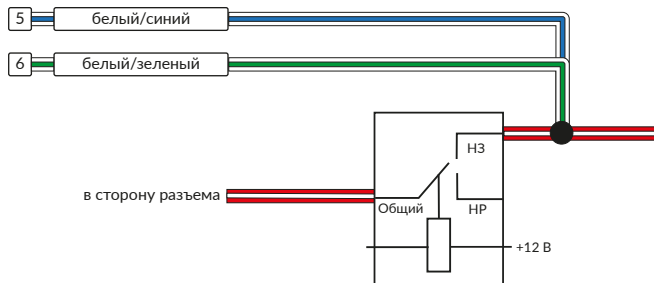 5 белый/синий
6 белый/зеленый
НЗ
в сторону разъема
Общий
НР
+12 В